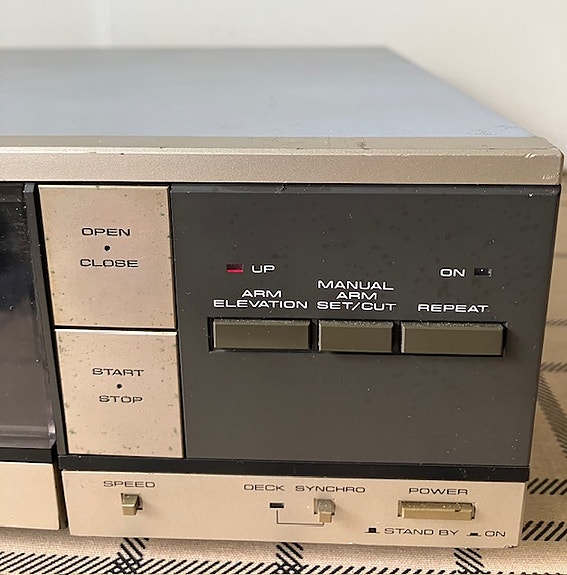 OPEN
CLOSE
START
STOP
UP
ON
ARM
ELEVATION
MANUAL
ARM
SET/CUT
REPEAT
SPEED
DECK SYNCHRO
POWER
STAND BY ON